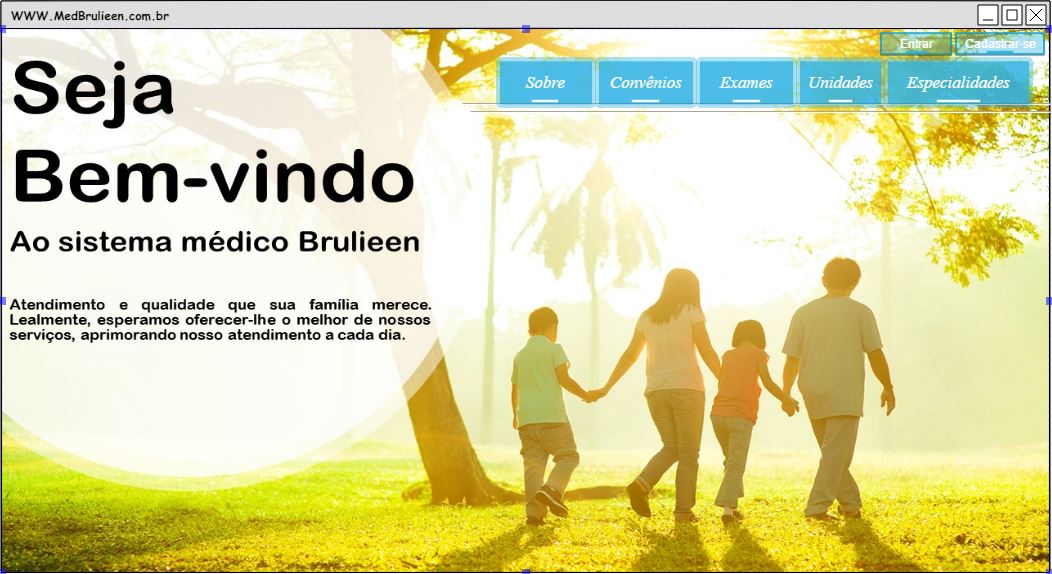 WWW.MedBrulieen.com.br
Entrar Cadastrar-se
Sobre Convênios Exames Unidades Especialidades
Seja
Bem-vindo
Ao sistema médico Brulieen
Atendimento e qualidade que sua família merece.
Lealmente, esperamos oferecer-lhe o melhor de nossos
serviços, aprimorando nosso atendimento a cada dia.